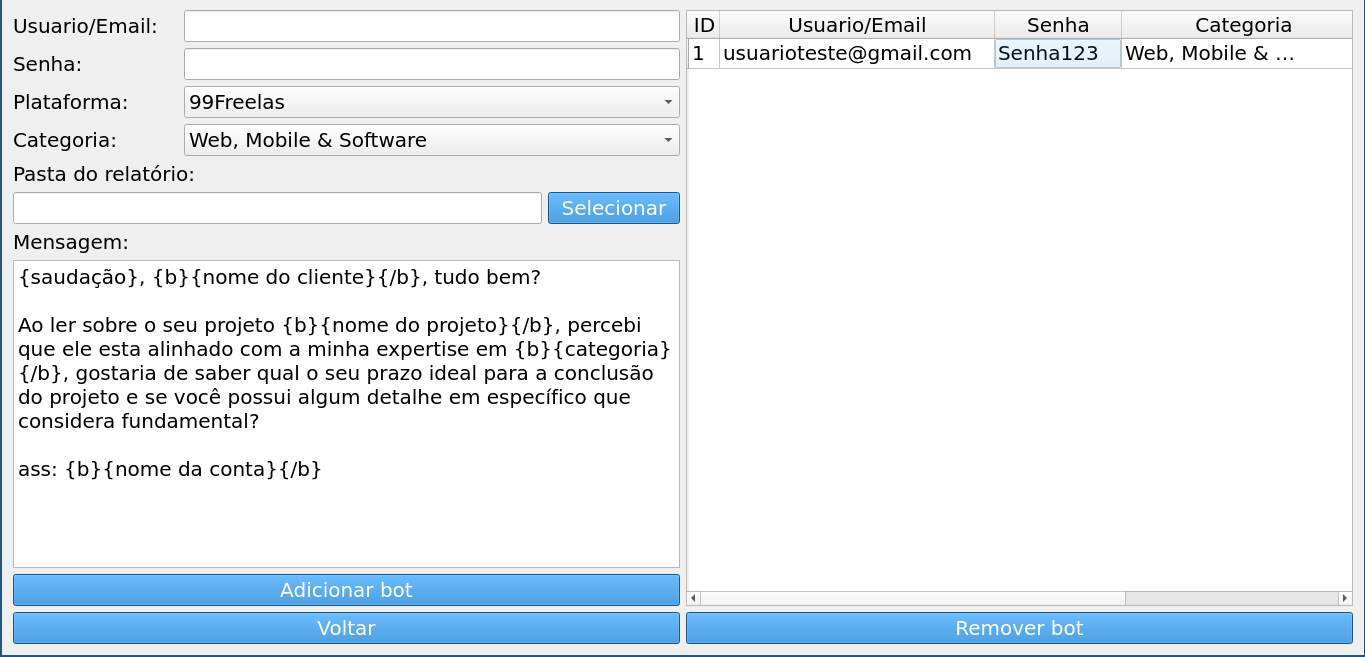 Usuario/Email:
Senha:
Plataforma:
99Freelas
Categoria:
Web, Mobile & Software
Pasta do relatório:
Selecionar
Mensagem:
{saudação}, {b}{nome do cliente}{/b}, tudo bem?
Ao ler sobre o seu projeto {b}{nome do projeto}{/b}, percebi
que ele esta alinhado com a minha expertise em {b}{categoria}
{/b}, gostaria de saber qual o seu prazo ideal para a conclusão
do projeto e se você possui algum detalhe em específico que
considera fundamental?
ass: {b}{nome da conta}{/b}
Adicionar bot
Voltar
ID Usuario/Email Senha Categoria
1 usuarioteste@gmail.com Senha123 Web, Mobile & ...
Remover bot